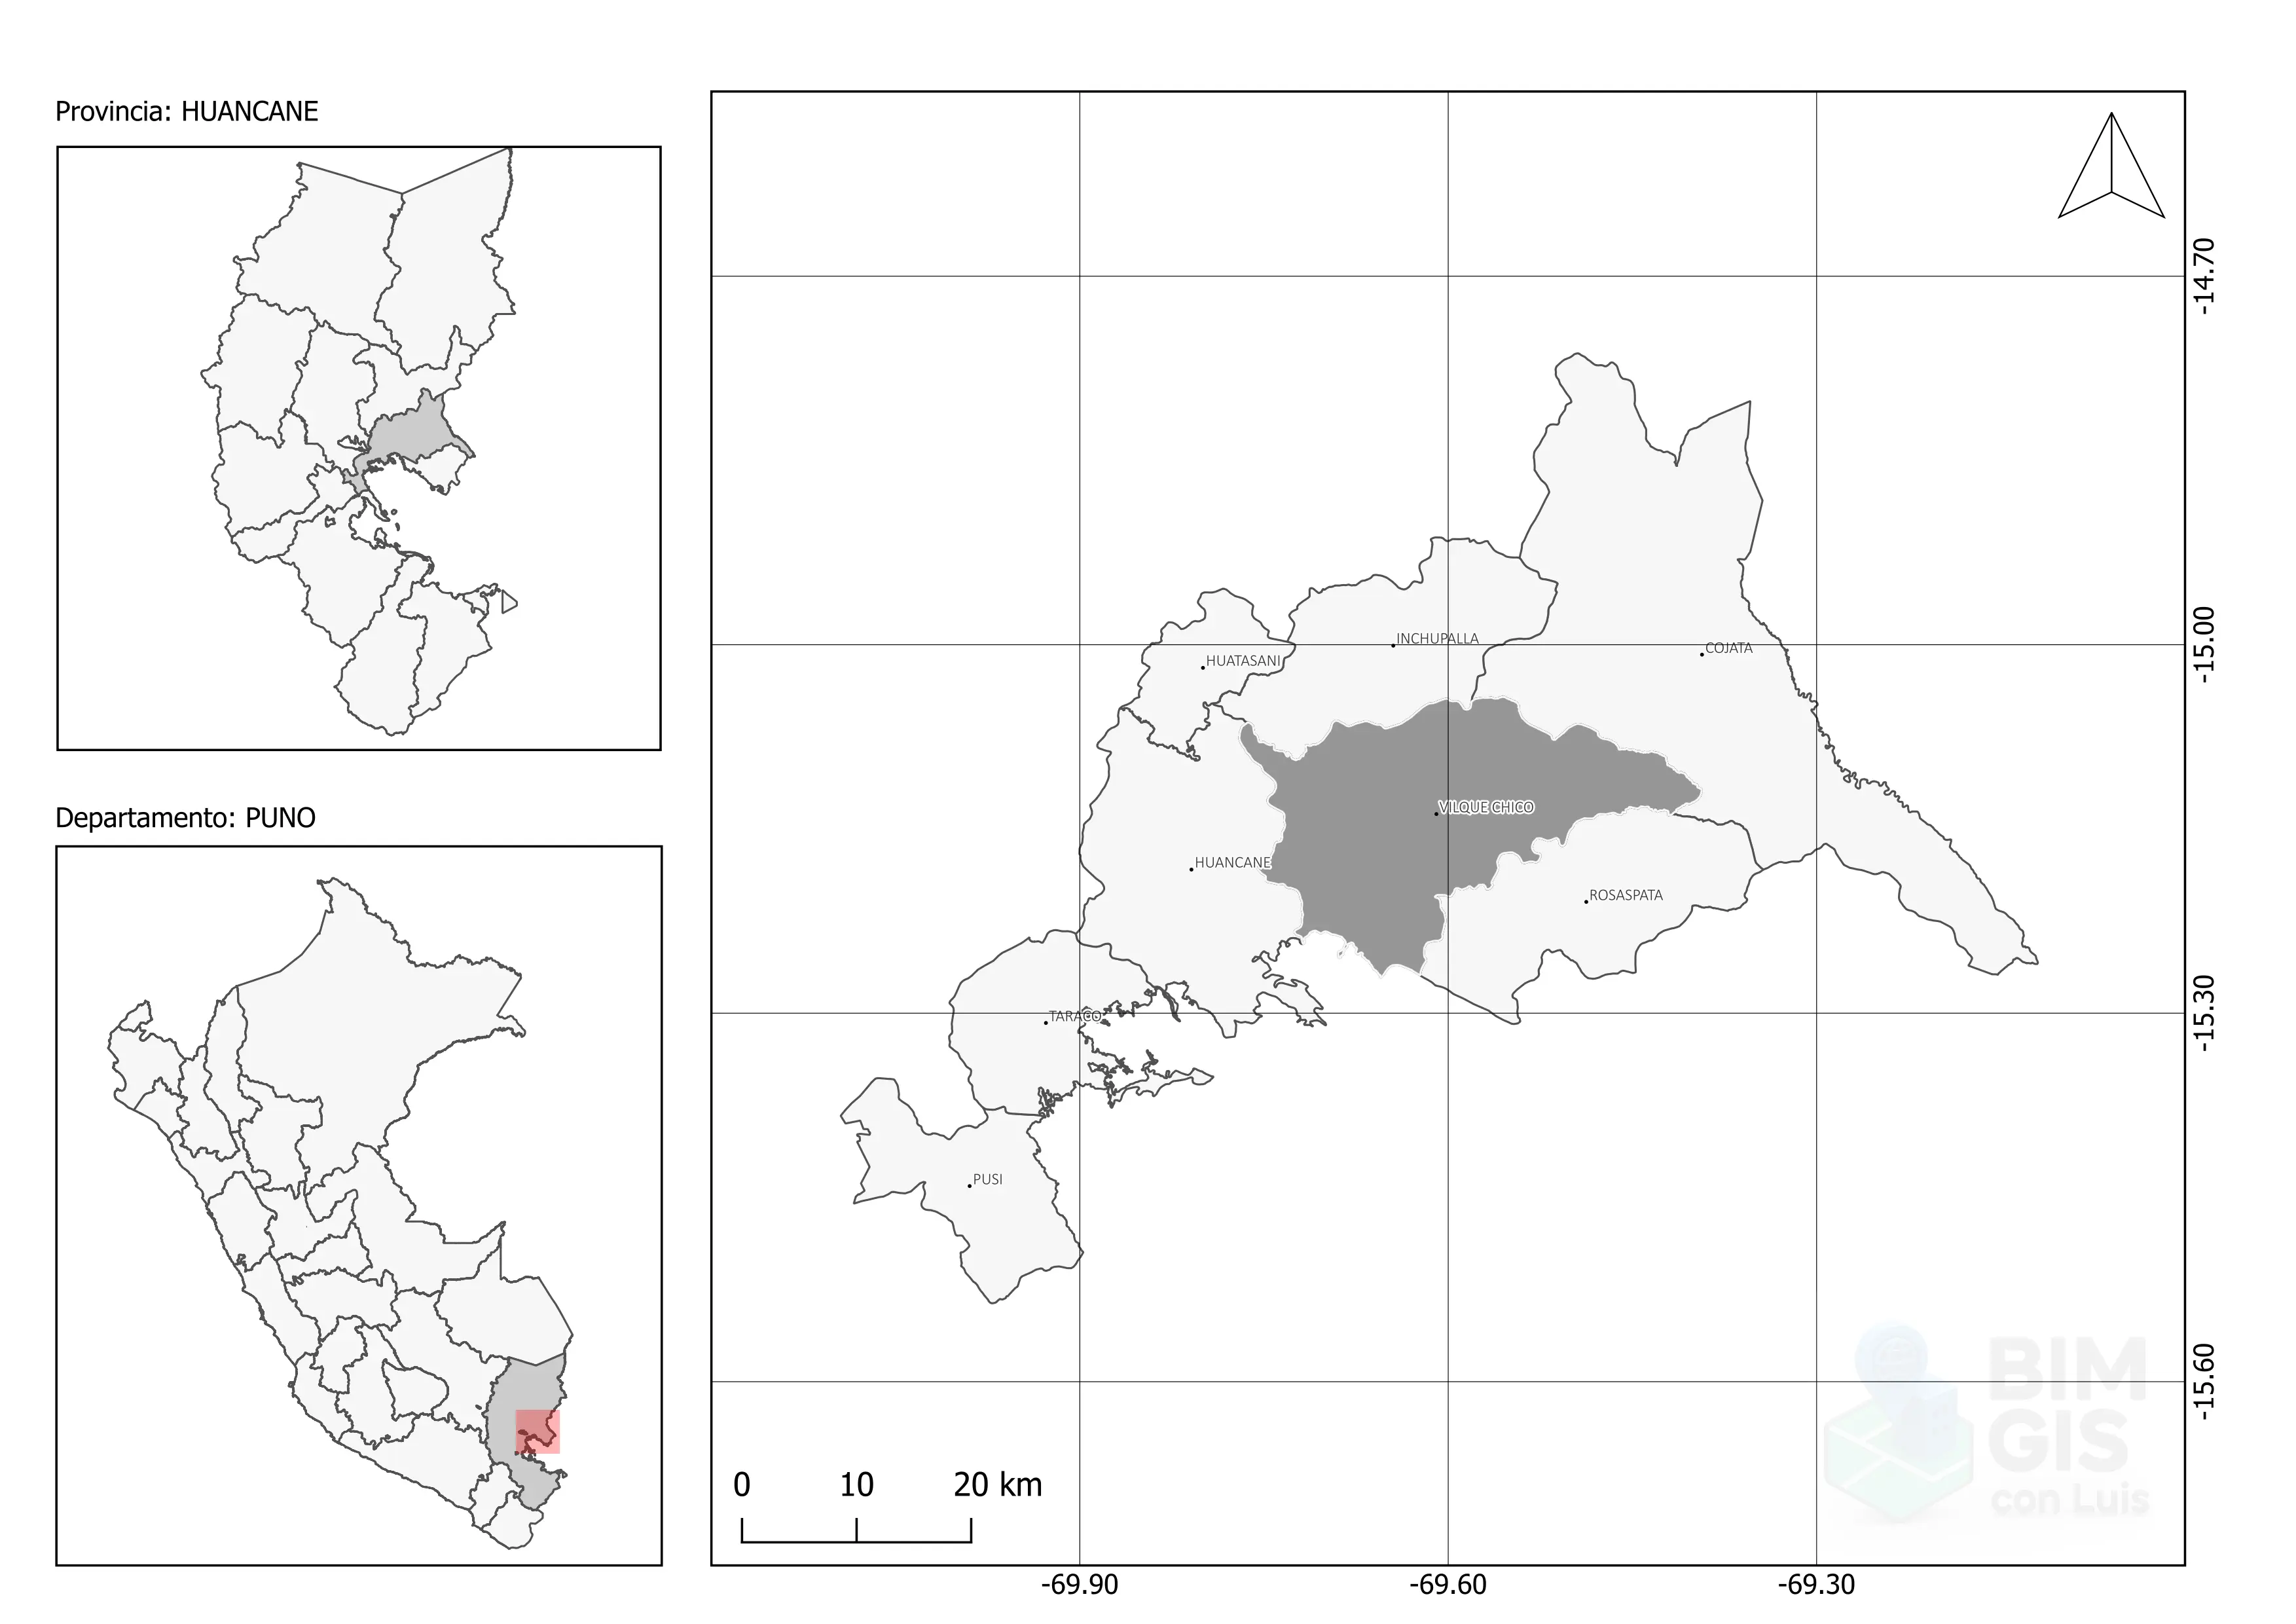 Provincia: HUANCANE
Departamento: PUNO
INCHUPALLA
COJATA
HUATASANI
VILQUE CHICO
HUANCANE
ROSASPATA
TARACO
PUSI
-14.70
-15.00
-15.30
-15.60
0 10 20 km
-69.90 -69.60 -69.30
BIM
GIS
con Luis